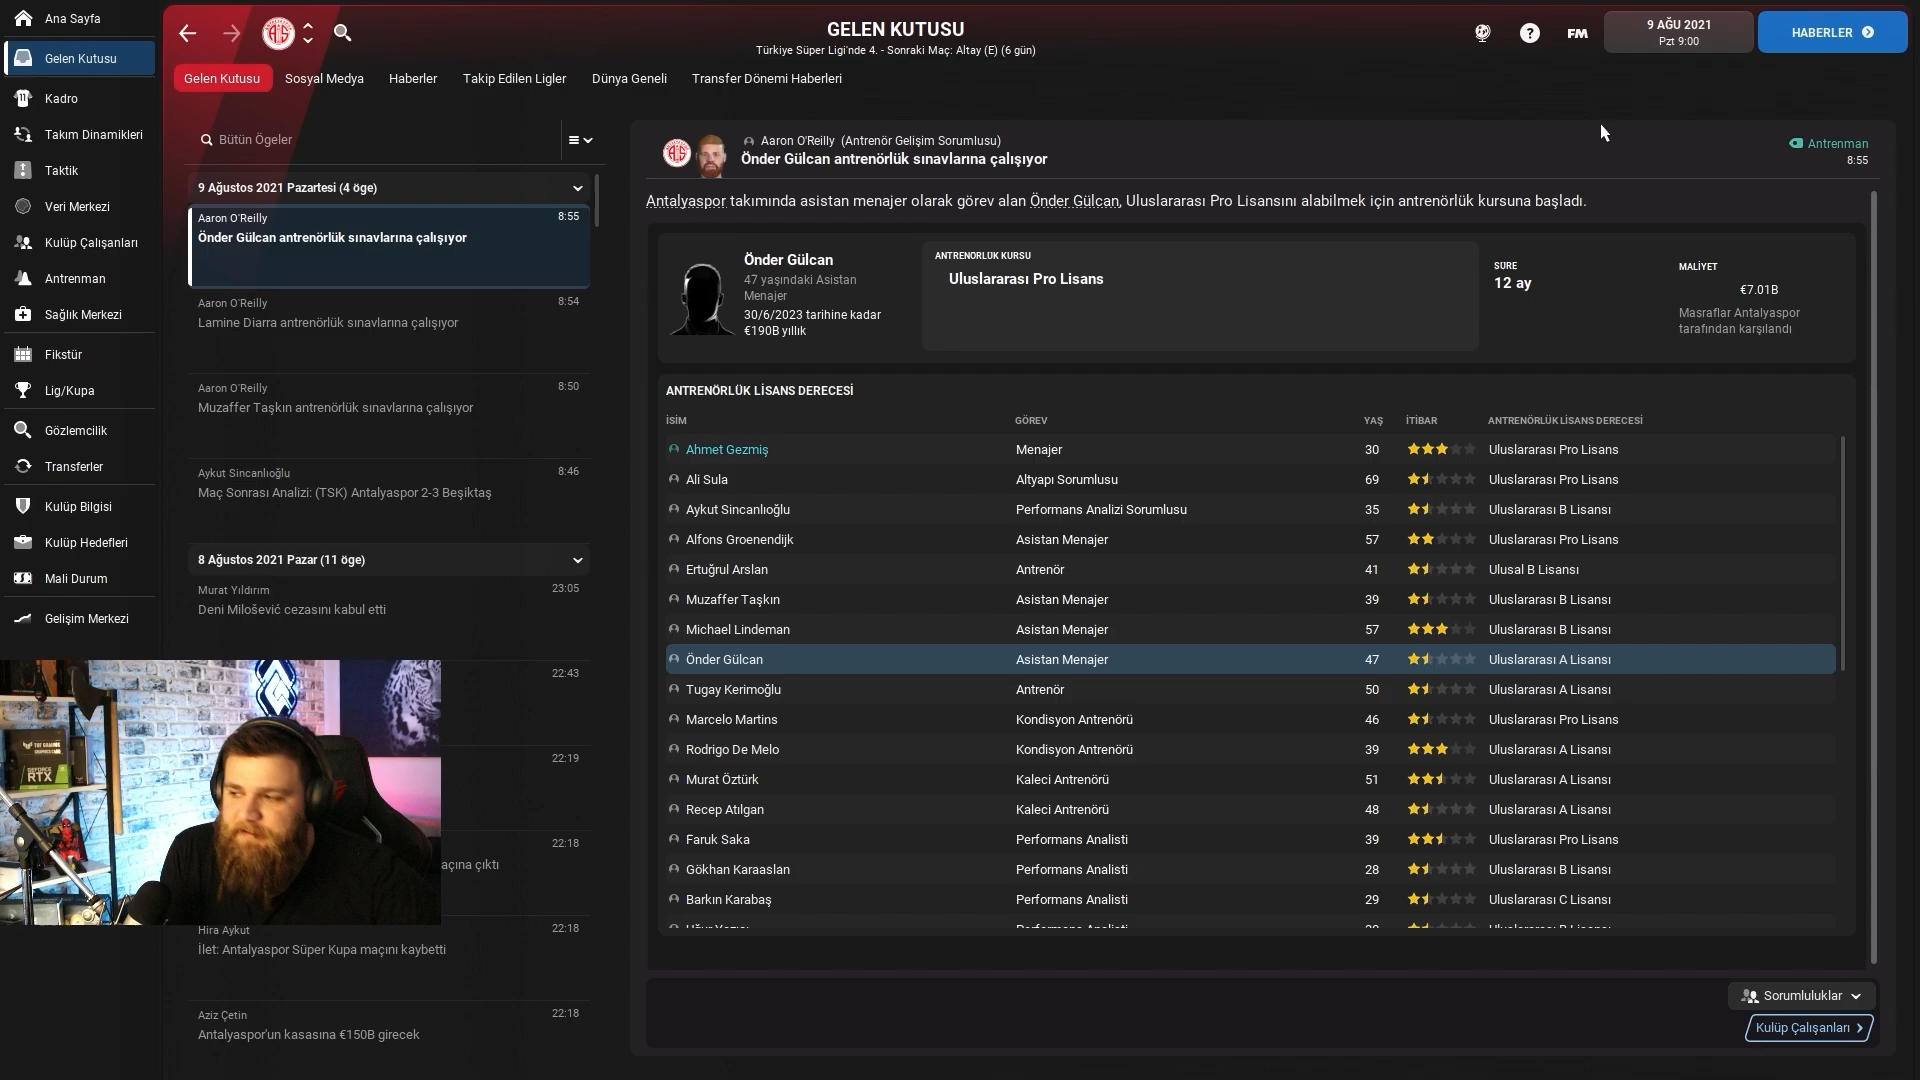 Ana Sayfa
Gelen Kutusu
Kadro
Takım Dinamikleri
Taktik
Veri Merkezi
Kulüp Çalışanları
Antrenman
Sağlık Merkezi
Fikstür
Lig/Kupa
Gözlemcilik
Transferler
Kulüp Bilgisi
Kulüp Hedefleri
Mali Durum
Gelişim Merkezi
GELEN KUTUSU
Türkiye Süper Ligi'nde 4. - Sonraki Maç: Altay (E) (6 gün)
FM
9 AĞU 2021
Pzt 9:00
HABERLER
Gelen Kutusu Sosyal Medya Haberler Takip Edilen Ligler Dünya Geneli Transfer Dönemi Haberleri
Bütün Ögeler
9 Ağustos 2021 Pazartesi (4 öge)
Aaron O'Reilly 8:55
Önder Gülcan antrenörlük sınavlarına çalışıyor
Aaron O'Reilly 8:54
Lamine Diarra antrenörlük sınavlarına çalışıyor
Aaron O'Reilly 8:50
Muzaffer Taşkın antrenörlük sınavlarına çalışıyor
Aykut Sincanlıoğlu 8:46
Maç Sonrası Analizi: (TSK) Antalyaspor 2-3 Beşiktaş
8 Ağustos 2021 Pazar (11 öge)
Murat Yıldırım 23:05
Deni Milošević cezasını kabul etti
22:43
22:19
22:18
açına çıktı
Hira Aykut 22:18
İlet: Antalyaspor Süper Kupa maçını kaybetti
Aziz Çetin 22:18
Antalyaspor'un kasasına €150B girecek
GEFORCE
RTX
Aaron O'Reilly (Antrenör Gelişim Sorumlusu)
Önder Gülcan antrenörlük sınavlarına çalışıyor
Antrenman
8:55
Antalyaspor takımında asistan menajer olarak görev alan Önder Gülcan, Uluslararası Pro Lisansını alabilmek için antrenörlük kursuna başladı.
Önder Gülcan
47 yaşındaki Asistan
Menajer
30/6/2023 tarihine kadar
€190B yıllık
ANTRENÖRLÜK KURSU
Uluslararası Pro Lisans
SÜRE
12 ay
MALİYET
€7.01B
Masraflar Antalyaspor
tarafından karşılandı
ANTRENÖRLÜK LİSANS DERECESİ
İSİM GÖREV YAŞ İTİBAR ANTRENÖRLÜK LİSANS DERECESİ
Ahmet Gezmiş Menajer 30 Uluslararası Pro Lisans
Ali Sula Altyapı Sorumlusu 69 Uluslararası Pro Lisans
Aykut Sincanlıoğlu Performans Analizi Sorumlusu 35 Uluslararası B Lisansı
Alfons Groenendijk Asistan Menajer 57 Uluslararası Pro Lisans
Ertuğrul Arslan Antrenör 41 Ulusal B Lisansı
Muzaffer Taşkın Asistan Menajer 39 Uluslararası B Lisansı
Michael Lindeman Asistan Menajer 57 Uluslararası B Lisansı
Önder Gülcan Asistan Menajer 47 Uluslararası A Lisansı
Tugay Kerimoğlu Antrenör 50 Uluslararası A Lisansı
Marcelo Martins Kondisyon Antrenörü 46 Uluslararası Pro Lisans
Rodrigo De Melo Kondisyon Antrenörü 39 Uluslararası A Lisansı
Murat Öztürk Kaleci Antrenörü 51 Uluslararası A Lisansı
Recep Atılgan Kaleci Antrenörü 48 Uluslararası A Lisansı
Faruk Saka Performans Analisti 39 Uluslararası Pro Lisans
Gökhan Karaaslan Performans Analisti 28 Uluslararası B Lisansı
Barkın Karabaş Performans Analisti 29 Uluslararası C Lisansı
Sorumluluklar
Kulüp Çalışanları